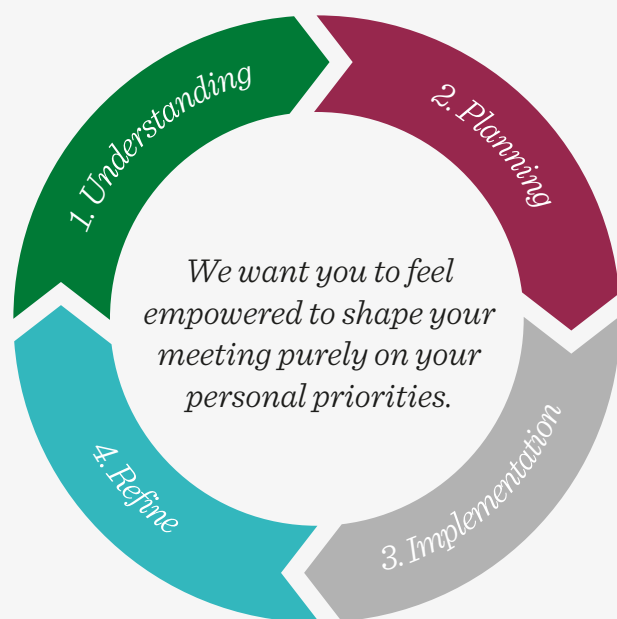 1. Understanding
2. Planning
We want you to feel
empowered to shape your
meeting purely on your
personal priorities.
3. Implementation
4. Refine